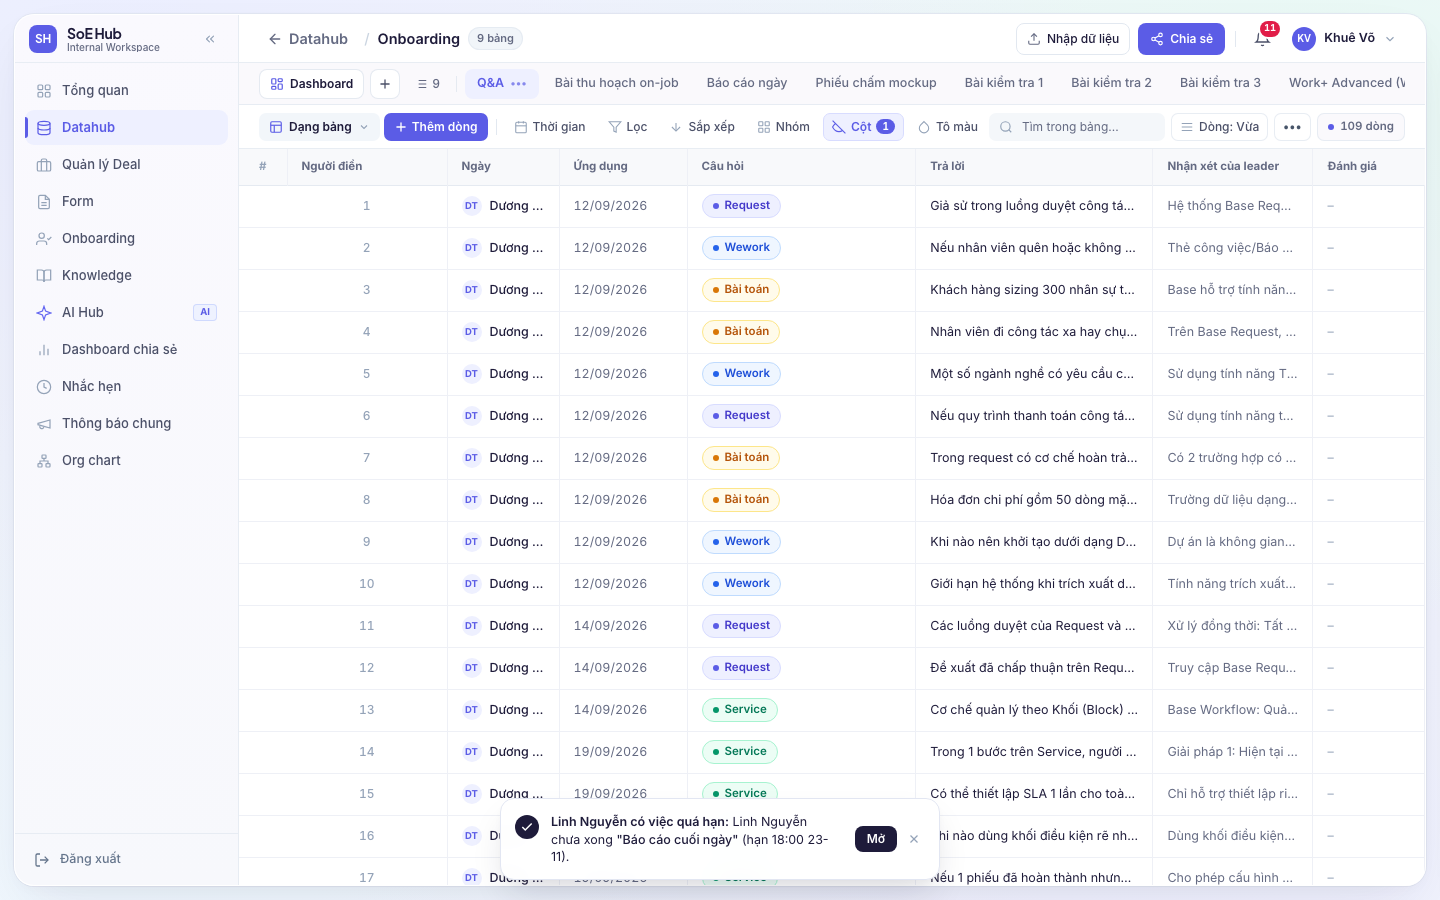 SH
SoEHub
Internal Workspace
Tổng quan
Datahub
Quản lý Deal
Form
Onboarding
Knowledge
AI Hub
AI
Dashboard chia sẻ
Nhắc hẹn
Thông báo chung
Org chart
Đăng xuất
Datahub / Onboarding 9 bảng
Nhập dữ liệu
Chia sẻ
11
KV
Khuê Võ
Dashboard
9
Q&A
Bài thu hoạch on-job
Báo cáo ngày
Phiếu chấm mockup
Bài kiểm tra 1
Bài kiểm tra 2
Bài kiểm tra 3
Work+ Advanced (W
Dạng bảng
Thêm dòng
Thời gian
Lọc
Sắp xếp
Nhóm
Cột 1
Tô màu
Tìm trong bảng...
Dòng: Vừa
109 dòng
# Người điền Ngày Ứng dụng Câu hỏi Trả lời Nhận xét của leader Đánh giá
1 DT Dương ... 12/09/2026 Request Giả sử trong luồng duyệt công tá... Hệ thống Base Req... –
2 DT Dương ... 12/09/2026 Wework Nếu nhân viên quên hoặc không ... Thẻ công việc/Báo ... –
3 DT Dương ... 12/09/2026 Bài toán Khách hàng sizing 300 nhân sự t... Base hỗ trợ tính năn... –
4 DT Dương ... 12/09/2026 Bài toán Nhân viên đi công tác xa hay chụ... Trên Base Request, ... –
5 DT Dương ... 12/09/2026 Wework Một số ngành nghề có yêu cầu c... Sử dụng tính năng T... –
6 DT Dương ... 12/09/2026 Request Nếu quy trình thanh toán công tá... Sử dụng tính năng t... –
7 DT Dương ... 12/09/2026 Bài toán Trong request có cơ chế hoàn trả... Có 2 trường hợp có ... –
8 DT Dương ... 12/09/2026 Bài toán Hóa đơn chi phí gồm 50 dòng mặ... Trường dữ liệu dạng... –
9 DT Dương ... 12/09/2026 Wework Khi nào nên khởi tạo dưới dạng D... Dự án là không gian... –
10 DT Dương ... 12/09/2026 Wework Giới hạn hệ thống khi trích xuất d... Tính năng trích xuất... –
11 DT Dương ... 14/09/2026 Request Các luồng duyệt của Request và ... Xử lý đồng thời: Tất ... –
12 DT Dương ... 14/09/2026 Request Đề xuất đã chấp thuận trên Requ... Truy cập Base Requ... –
13 DT Dương ... 14/09/2026 Service Cơ chế quản lý theo Khối (Block) ... Base Workflow: Quả... –
14 DT Dương ... 19/09/2026 Service Trong 1 bước trên Service, người ... Giải pháp 1: Hiện tại ... –
15 DT Dương ... 19/09/2026 Service Có thể thiết lập SLA 1 lần cho toà... Chỉ hỗ trợ thiết lập ri... –
16 DT nào dùng khối điều kiện rẽ nh... Dùng khối điều kiện... –
17 DT Nếu 1 phiếu đã hoàn thành nhưn... Cho phép cấu hình ... –
Linh Nguyễn có việc quá hạn: Linh Nguyễn
chưa xong "Báo cáo cuối ngày" (hạn 18:00 23-
11).
Mở